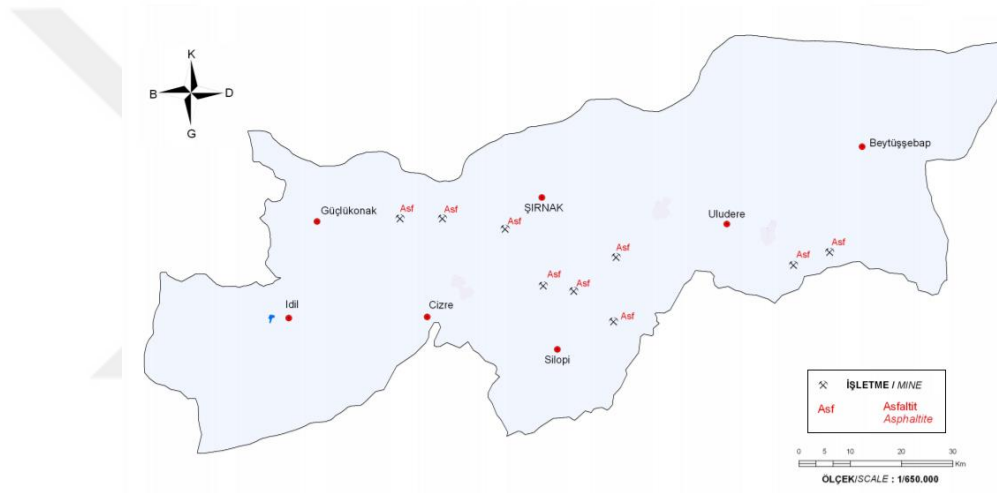 K
B D
G
Beytüşşebap
Güçlükonak
Asf
Asf
ŞIRNAK
Asf
Uludere
Asf
Asf
Asf
Asf
Asf
Idil
Cizre
Asf
Silopi
İŞLETME / MINE
Asf Asfaltit
Asphaltite
0 5 10 20 30
Km
ÖLÇEK/SCALE : 1/650.000